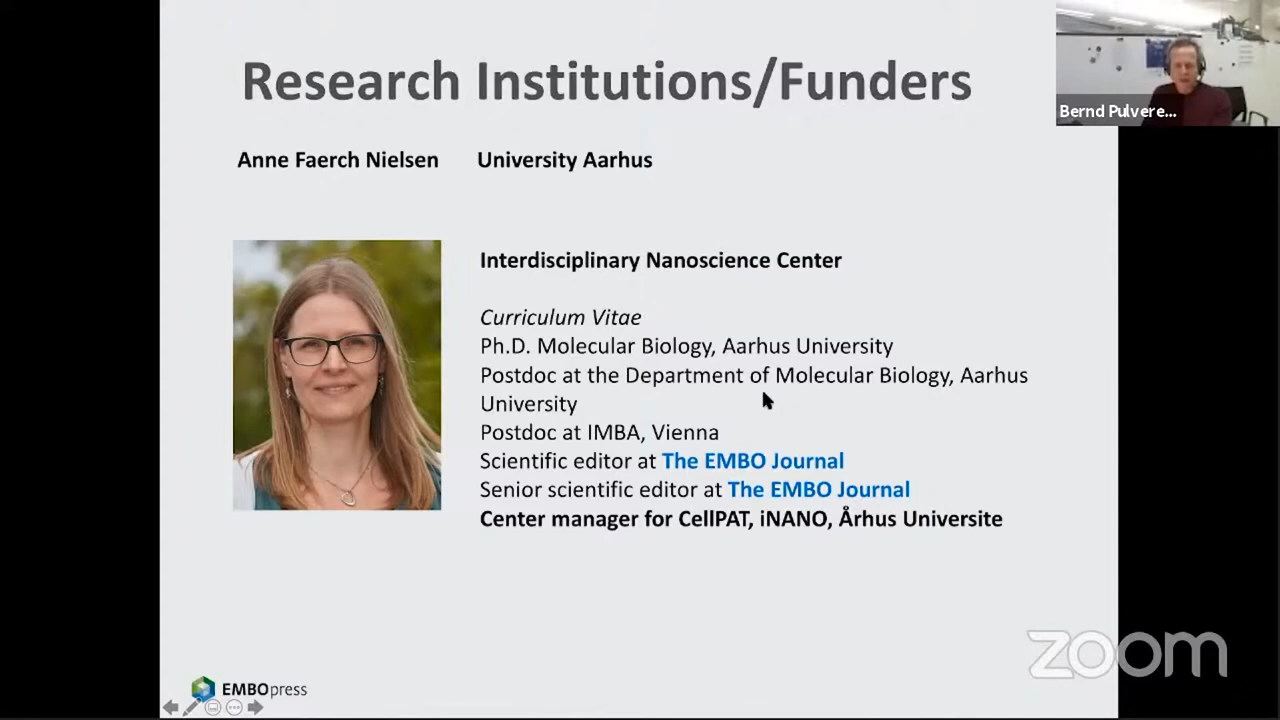 Research Institutions/Funders
Bernd Pulvere...
Anne Faerch Nielsen University Aarhus
Interdisciplinary Nanoscience Center
Curriculum Vitae
Ph.D. Molecular Biology, Aarhus University
Postdoc at the Department of Molecular Biology, Aarhus
University
Postdoc at IMBA, Vienna
Scientific editor at The EMBO Journal
Senior scientific editor at The EMBO Journal
Center manager for CellPAT, iNANO, Århus Universite
zoom
EMBOpress